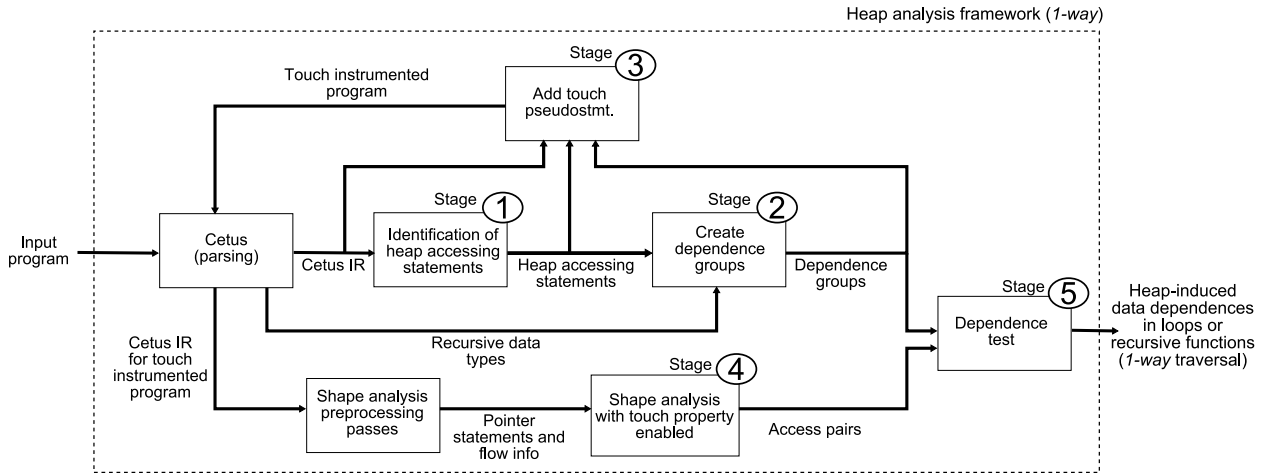 Heap analysis framework (1-way)
Stage
3
Touch instrumented
program
Add touch
pseudostmt.
Stage
1
Stage
2
Input
program
Cetus
(parsing)
Cetus IR
Identification of
heap accessing
statements
Heap accessing
statements
Create
dependence
groups
Dependence
groups
Stage
5
Dependence
test
Heap-induced
data dependences
in loops or
recursive functions
(1-way traversal)
Recursive data
types
Cetus IR
for touch
instrumented
program
Shape analysis
preprocessing
passes
Pointer
statements and
flow info
Stage
4
Shape analysis
with touch property
enabled
Access pairs